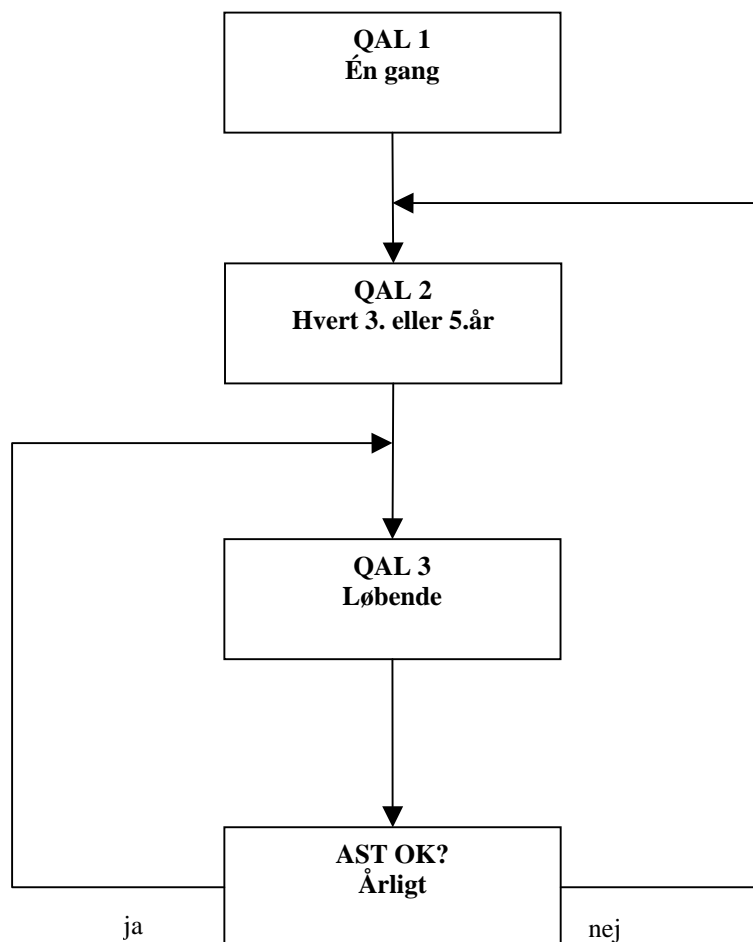 QAL 1
Én gang
QAL 2
Hvert 3. eller 5.år
QAL 3
Løbende
AST OK?
Årligt
ja
nej